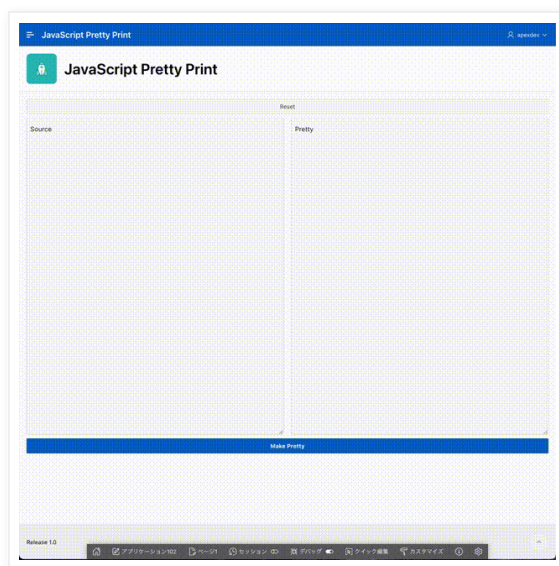 JavaScript Pretty Print
apexdev
JavaScript Pretty Print
Reset
Source
Pretty
Make Pretty
Release 1.0
アプリケーション102
ページ1
セッション
デバッグ
クイック編集
カスタマイズ